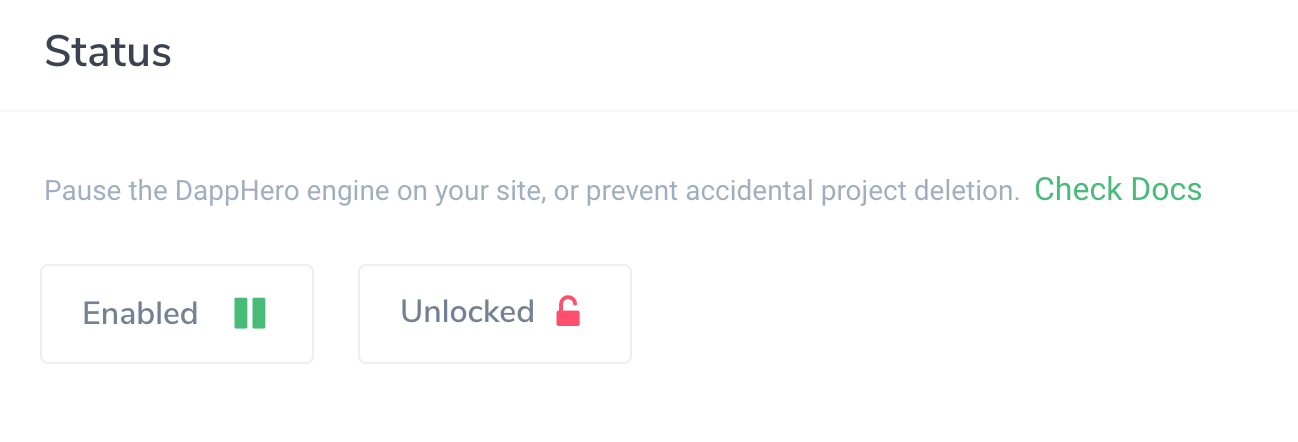 Status
Pause the DappHero engine on your site, or prevent accidental project deletion. Check Docs
Enabled Unlocked